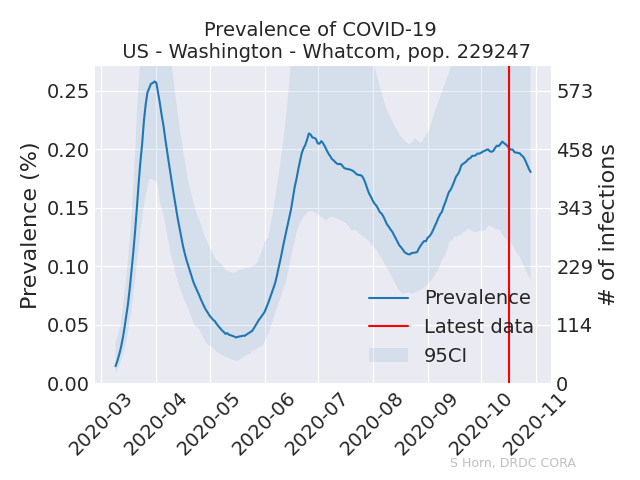 Prevalence of COVID-19
US - Washington - Whatcom, pop. 229247
Prevalence (%)
0.25
0.20
0.15
0.10
0.05
0.00
573
458
343
229
114
0
# of infections
Prevalence
Latest data
95CI
2020-03
2020-04
2020-05
2020-06
2020-07
2020-08
2020-09
2020-10
2020-11
S Horn, DRDC CORA